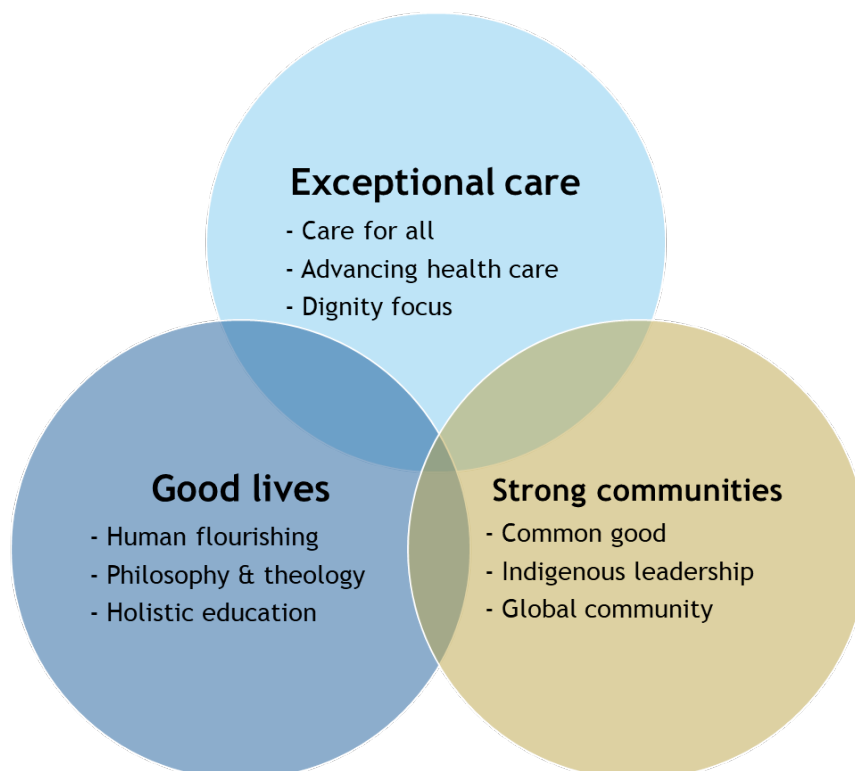 Exceptional care
- Care for all
- Advancing health care
- Dignity focus
Good lives
- Human flourishing
- Philosophy & theology
- Holistic education
Strong communities
- Common good
- Indigenous leadership
- Global community